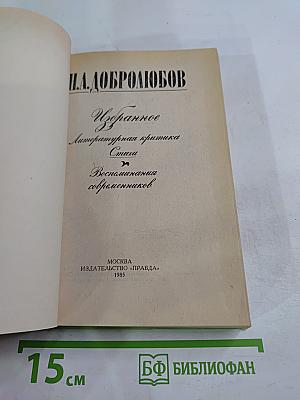 Н.А.ДОБРОЛЮБОВ
Избранное
Литературная критика
Стихи
Воспоминания
современников
МОСКВА
ИЗДАТЕЛЬСТВО «ПРАВДА»
1985
15 см
БФ БИБЛИОФАН